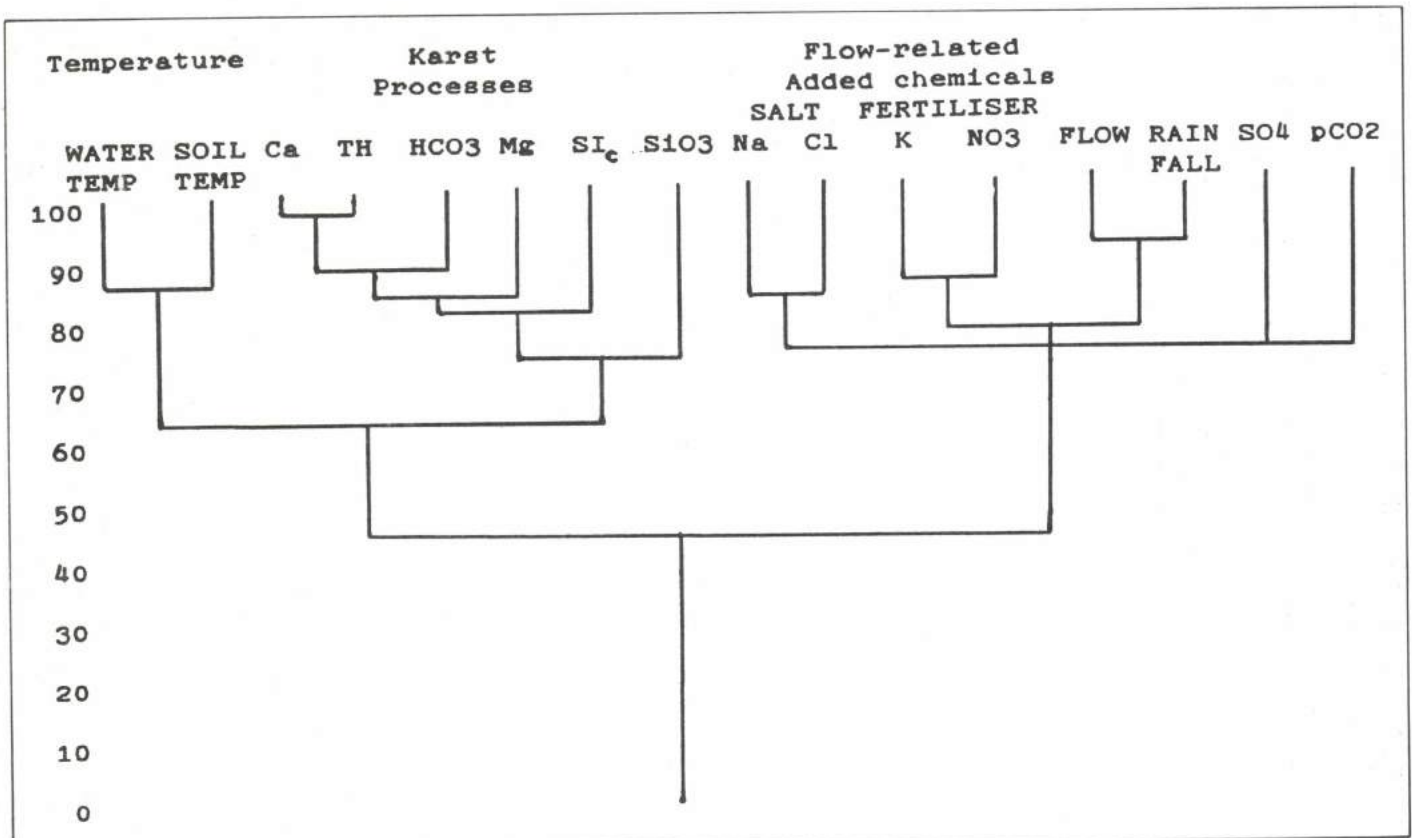 Temperature
Karst
Processes
Flow-related
Added chemicals
SALT FERTILISER
WATER TEMP
SOIL TEMP
Ca TH HCO3 Mg SIc SiO3 Na Cl K NO3 FLOW RAIN FALL SO4 pCO2
100
90
80
70
60
50
40
30
20
10
0